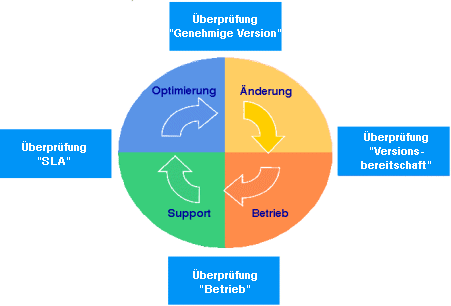 Überprüfung
"Genehmige Version"
Optimierung
Änderung
Überprüfung
"SLA"
Überprüfung
"Versions-
bereitschaft"
Support
Betrieb
Überprüfung
"Betrieb"